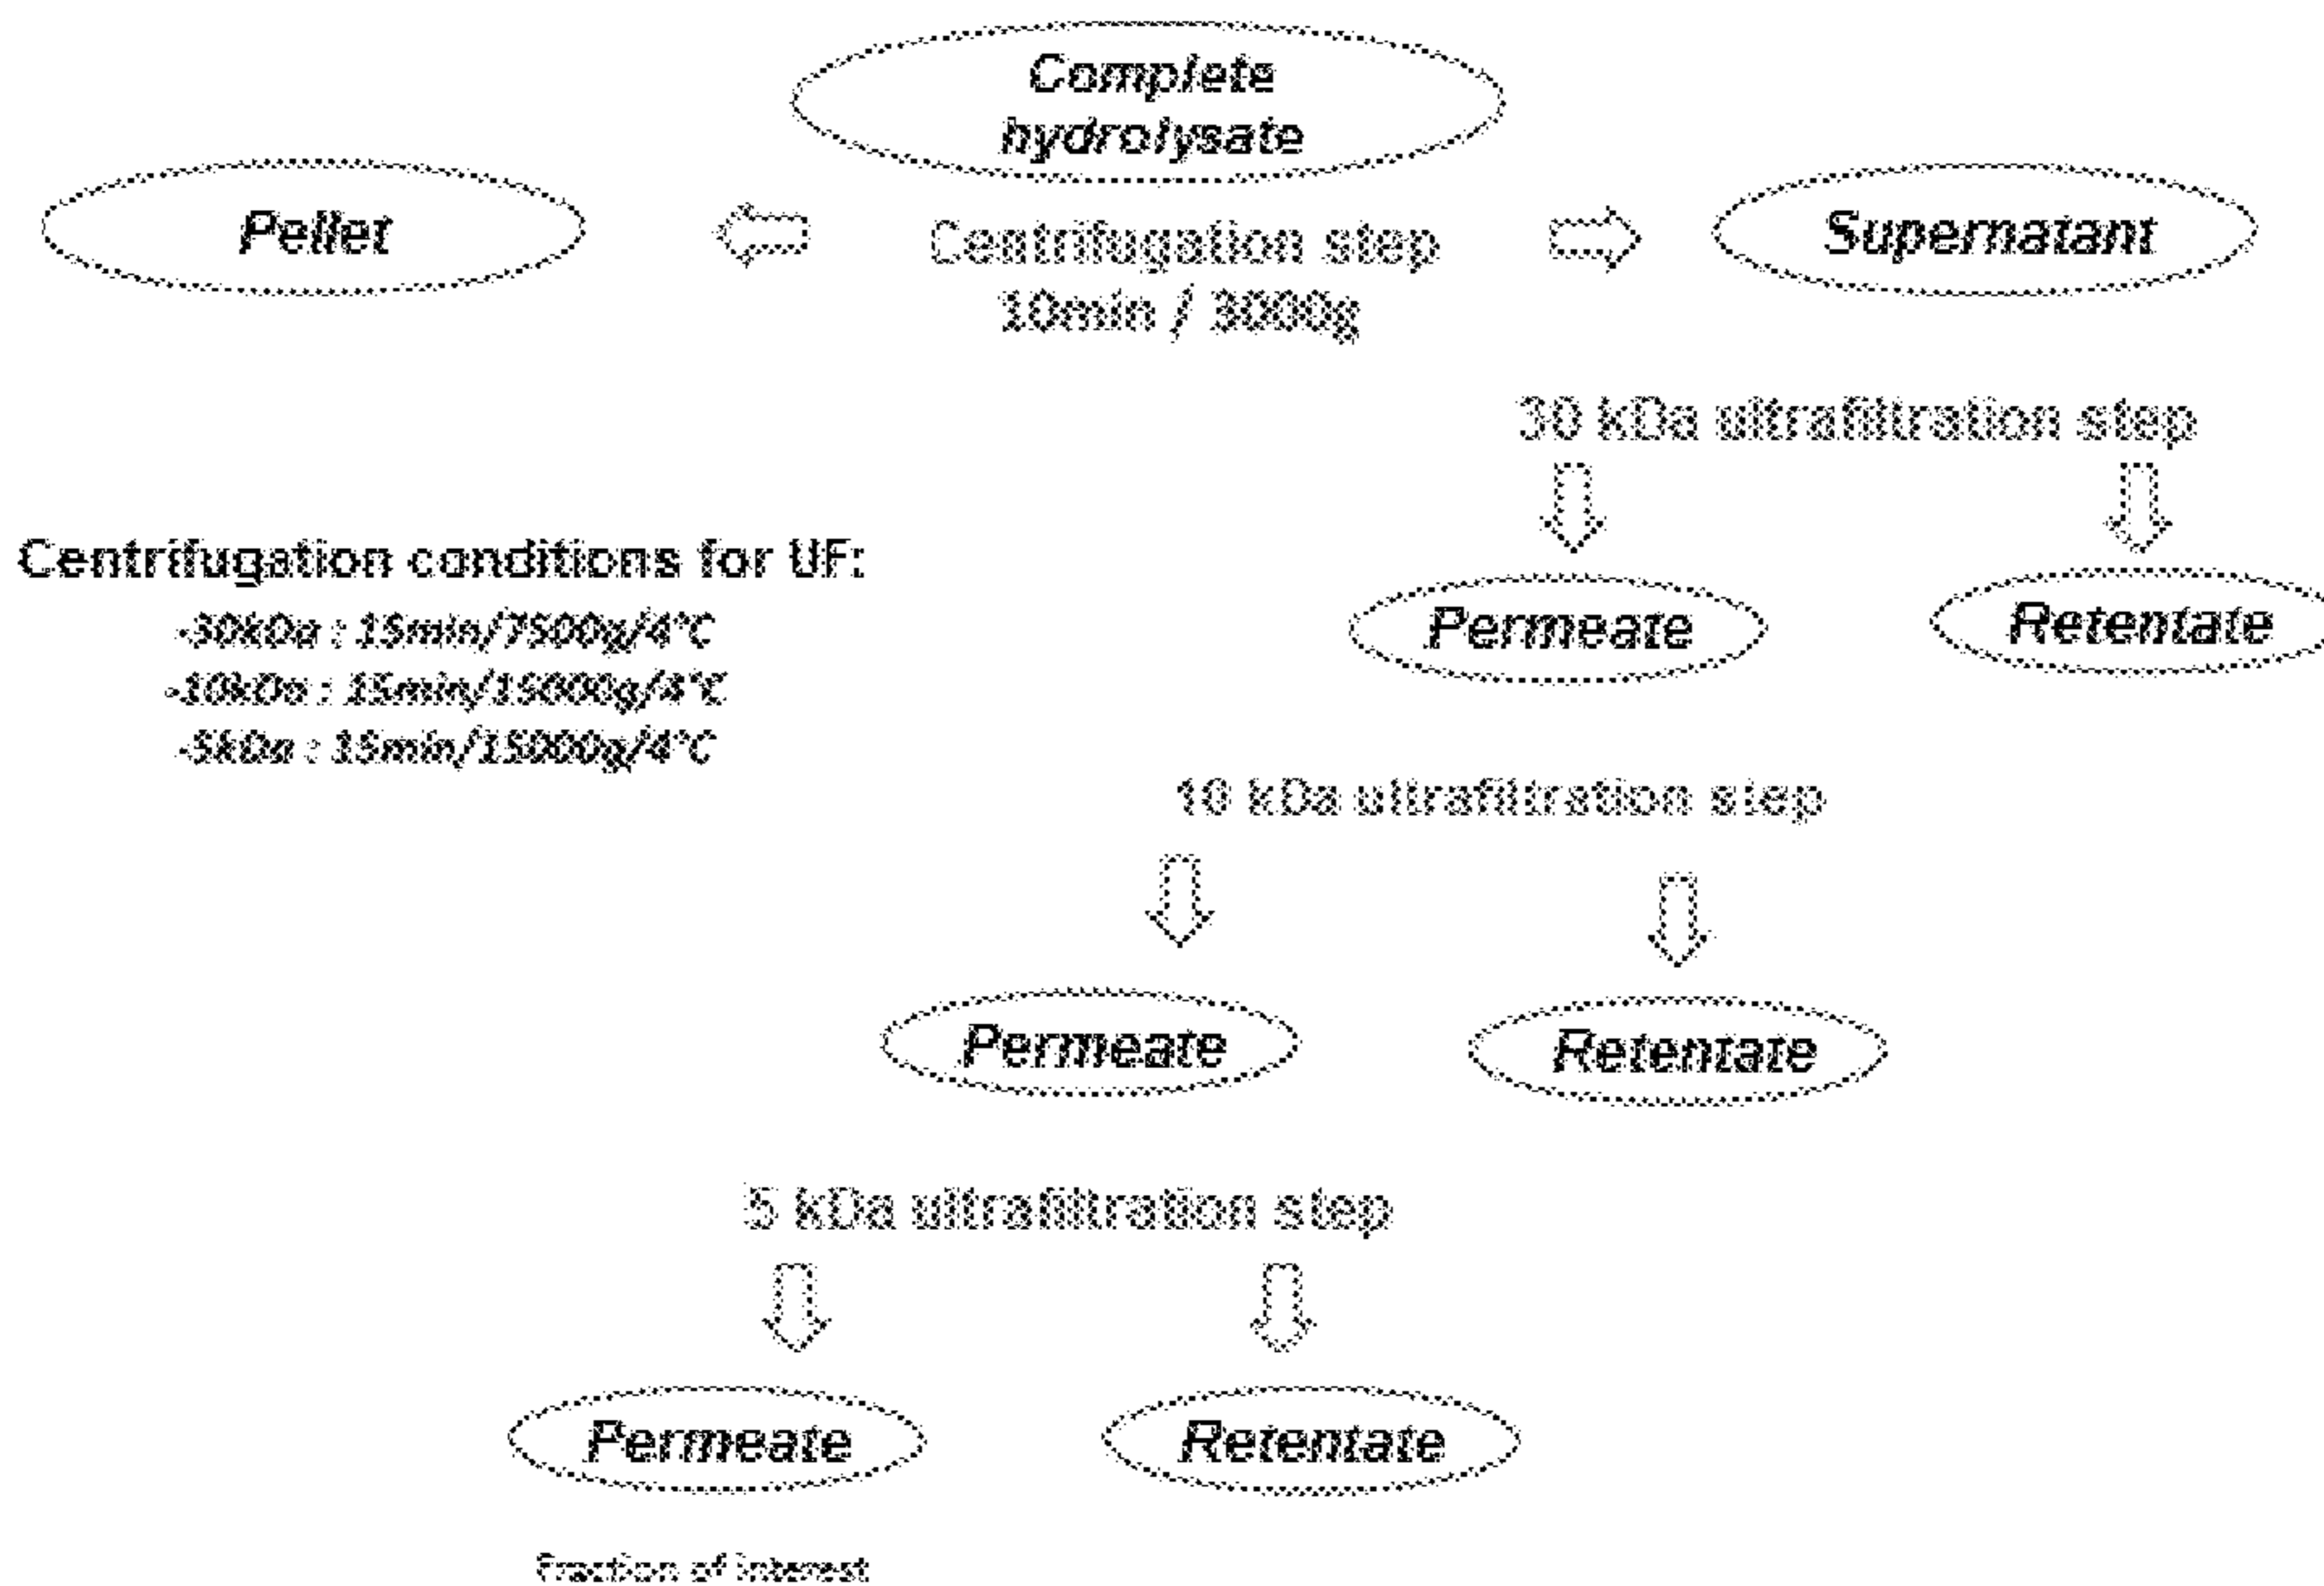 Complete
hydrolysate
Pellet
Centrifugation step
10min / 3000g
Supernatant
30 kDa ultrafiltration step
Permeate
Retentate
Centrifugation conditions for UF:
-30kDa : 15min/7500g/4°C
-10kDa : 15min/15000g/4°C
-5kDa : 15min/15000g/4°C
10 kDa ultrafiltration step
Permeate
Retentate
5 kDa ultrafiltration step
Permeate
Retentate
Fraction of interest